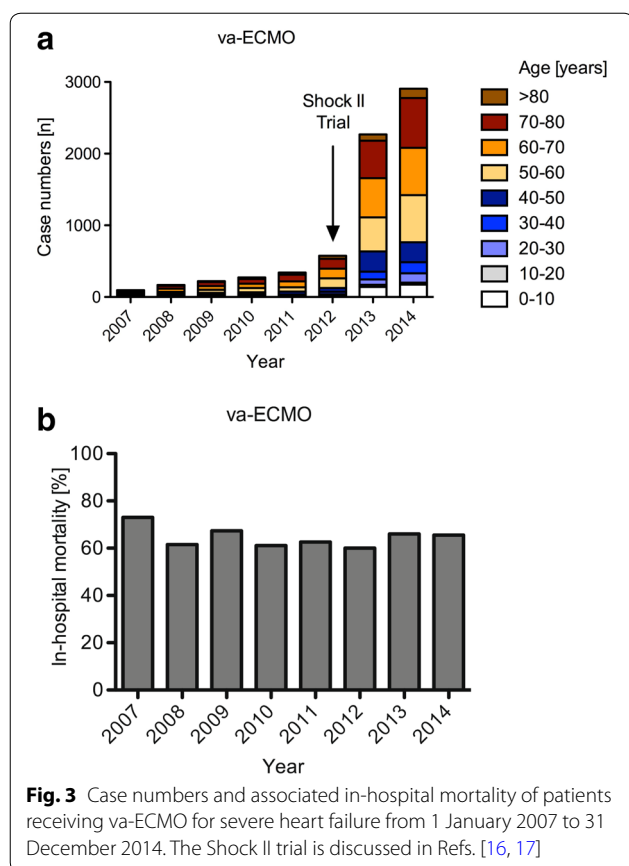 a
va-ECMO
Case numbers [n]
3000
2000
1000
0
Shock II
Trial
2007
2008
2009
2010
2011
2012
2013
2014
Year
Age [years]
>80
70-80
60-70
50-60
40-50
30-40
20-30
10-20
0-10
b
va-ECMO
In-hospital mortality [%]
100
80
60
40
20
0
2007
2008
2009
2010
2011
2012
2013
2014
Year
Fig. 3 Case numbers and associated in-hospital mortality of patients
receiving va-ECMO for severe heart failure from 1 January 2007 to 31
December 2014. The Shock II trial is discussed in Refs. [16, 17]